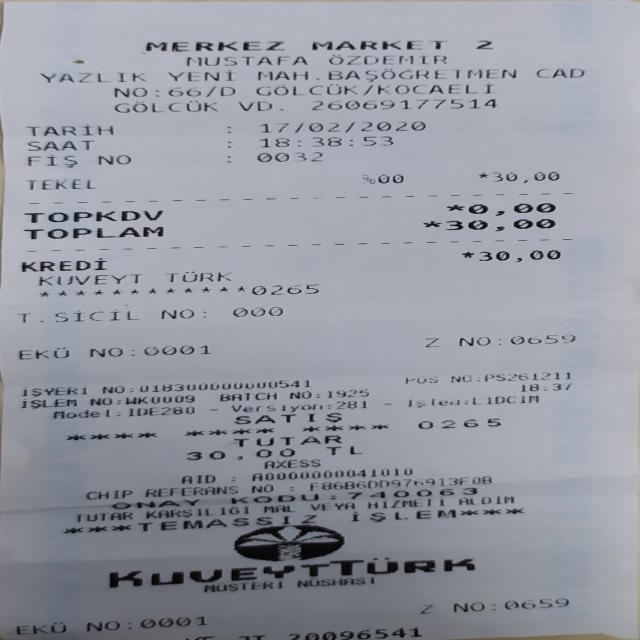 MERKEZ MARKET 2
MUSTAFA ÖZDEMİR
YAZLIK YENİ MAH.BAŞÖĞRETMEN CAD
NO:66/D GÖLCÜK/KOCAELİ
GÖLCÜK VD. 26069177514
TARİH : 17/02/2020
SAAT : 18:38:53
FİŞ NO : 0032
TEKEL %00 *30,00
TOPKDV *0,00
TOPLAM *30,00
KREDİ *30,00
KUVEYT TÜRK
************0265
T.SİCİL NO: 000
EKÜ NO:0001 Z NO:0659
İŞYERİ NO:018300000000541 POS NO:PS261211
İŞLEM NO:WK0009 BATCH NO:1925 18:37
Model:IDE280 - Versiyon:281 - İşlem:L1DCİM
SATIŞ
**** **** **** 0265
TUTAR
30,00 TL
AXESS
AID : A0000000041010
CHIP REFERANS NO : F86B6DD976913F0B
ONAY KODU:740063
TUTAR KARŞILIĞI MAL VEYA HİZMETİ ALDIM
***TEMASSIZ İŞLEM***
KUVEYTTÜRK
MÜŞTERİ NÜSHASI
EKÜ NO:0001 Z NO:0659
JI 20096541